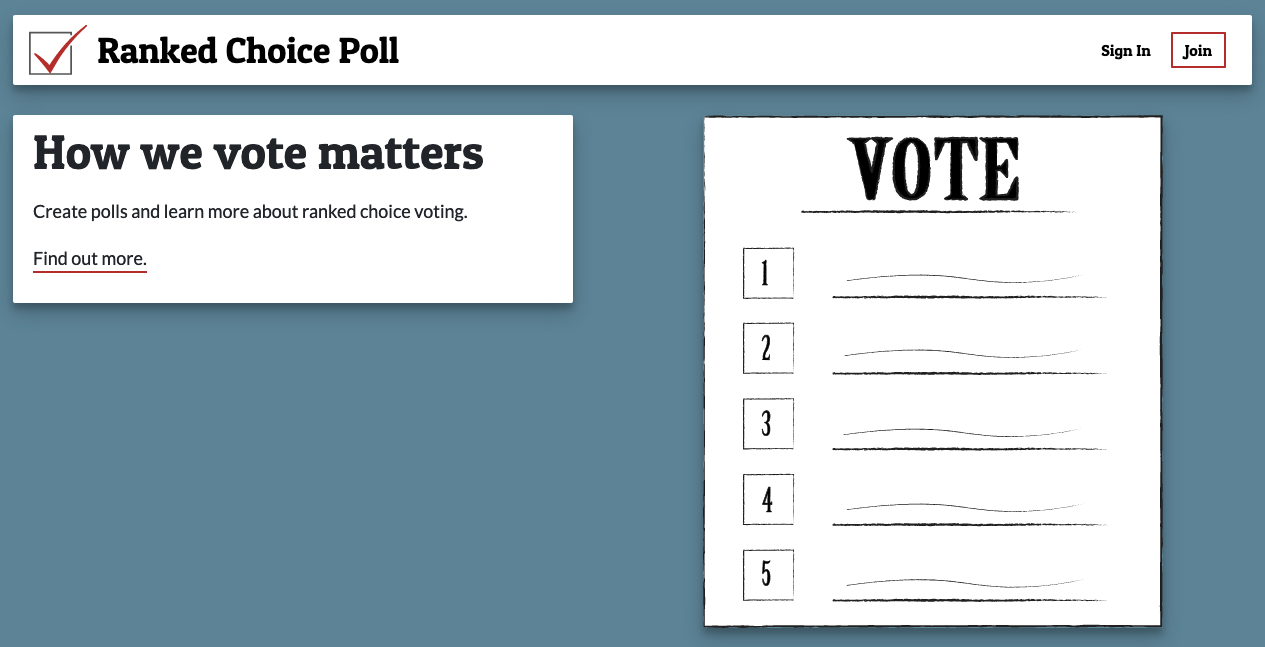 Ranked Choice Poll
Sign In
Join
How we vote matters
Create polls and learn more about ranked choice voting.
Find out more.
VOTE
1
2
3
4
5